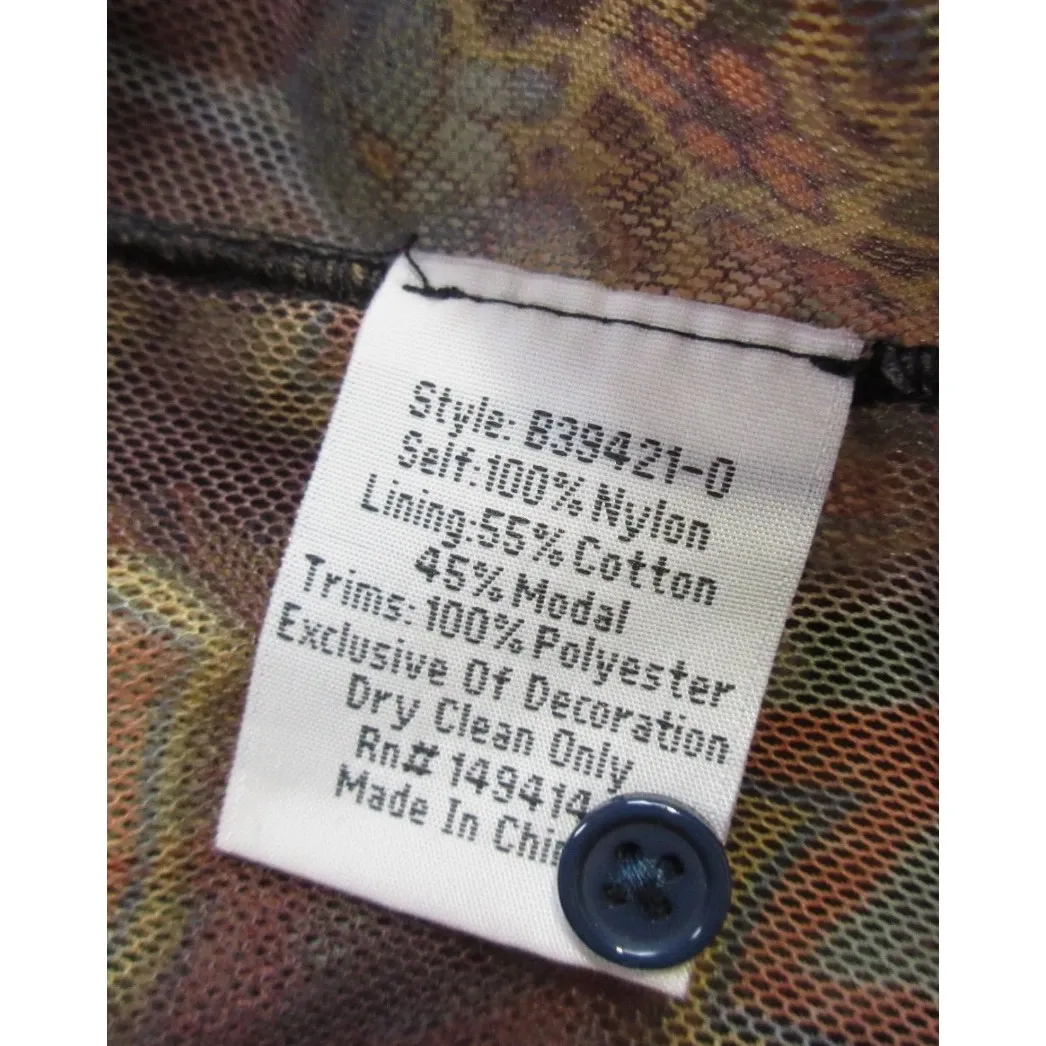 Style: B39421-0
Self:100% Nylon
Lining:55% Cotton
45% Modal
Trims: 100% Polyester
Exclusive Of Decoration
Dry Clean Only
Rn# 149414
Made In